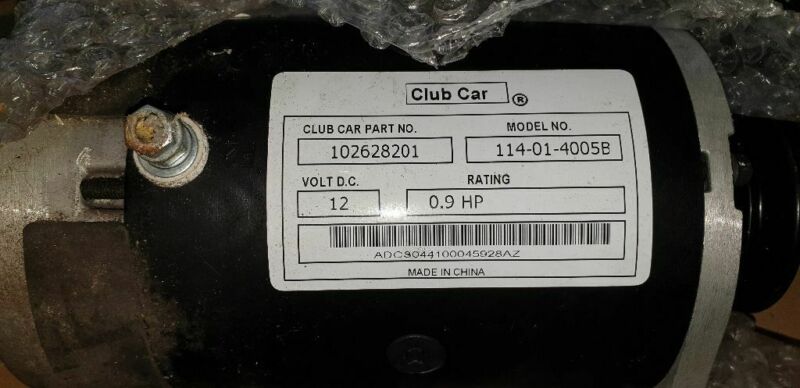 Club Car ®
CLUB CAR PART NO. MODEL NO.
102628201 114-01-4005B
VOLT D.C. RATING
12 0.9 HP
ADC3044100045928AZ
MADE IN CHINA